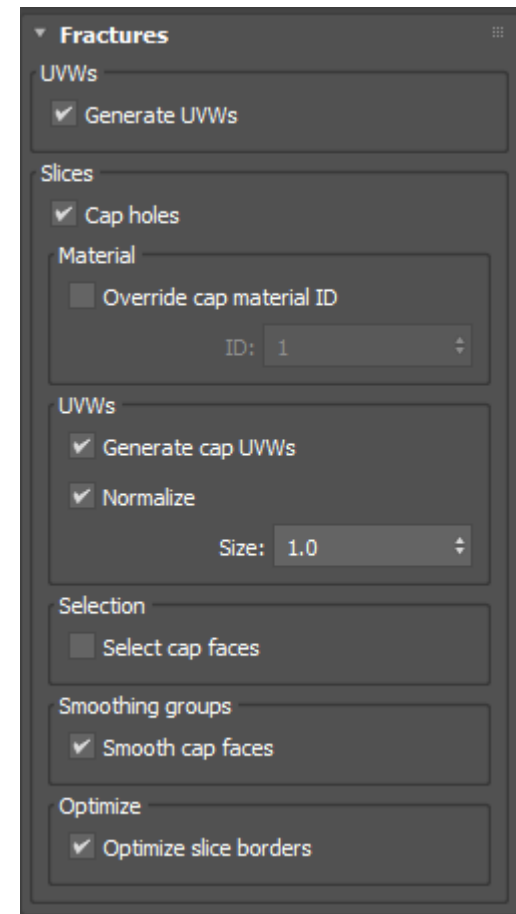 Fractures
UVWs
Generate UVWs
Slices
Cap holes
Material
Override cap material ID
ID: 1
UVWs
Generate cap UVWs
Normalize
Size: 1.0
Selection
Select cap faces
Smoothing groups
Smooth cap faces
Optimize
Optimize slice borders